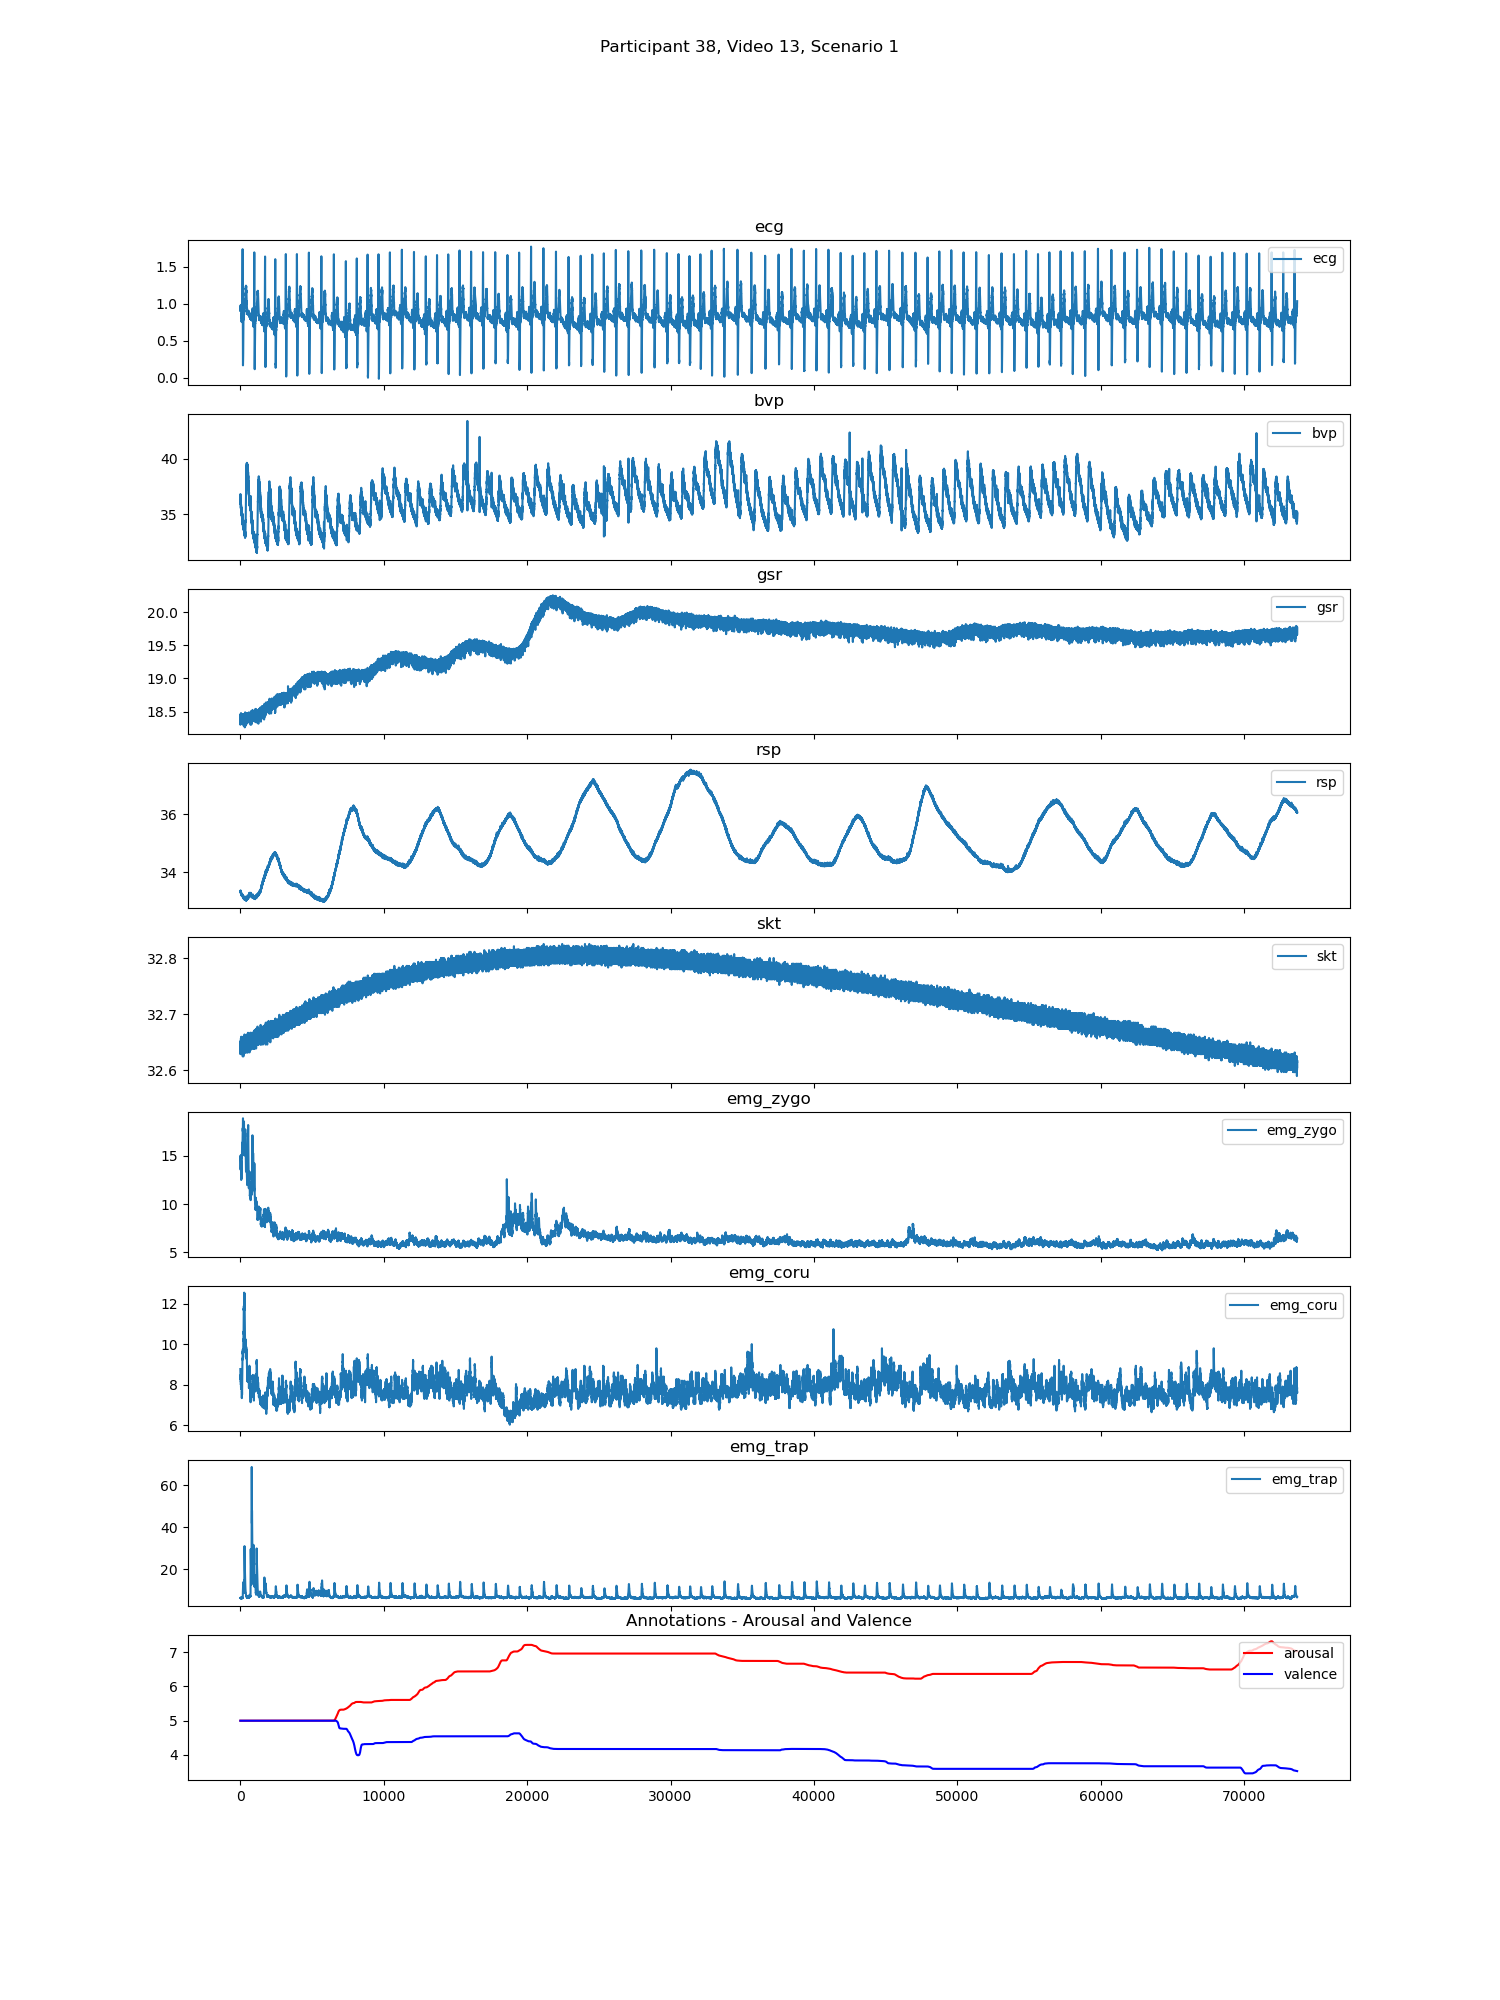 Participant 38, Video 13, Scenario 1
ecg
ecg
1.5
1.0
0.5
0.0
bvp
bvp
40
35
gsr
gsr
20.0
19.5
19.0
18.5
rsp
rsp
36
34
skt
skt
32.8
32.7
32.6
emg_zygo
emg_zygo
15
10
5
emg_coru
emg_coru
12
10
8
6
emg_trap
emg_trap
60
40
20
Annotations - Arousal and Valence
arousal
valence
7
6
5
4
0 10000 20000 30000 40000 50000 60000 70000